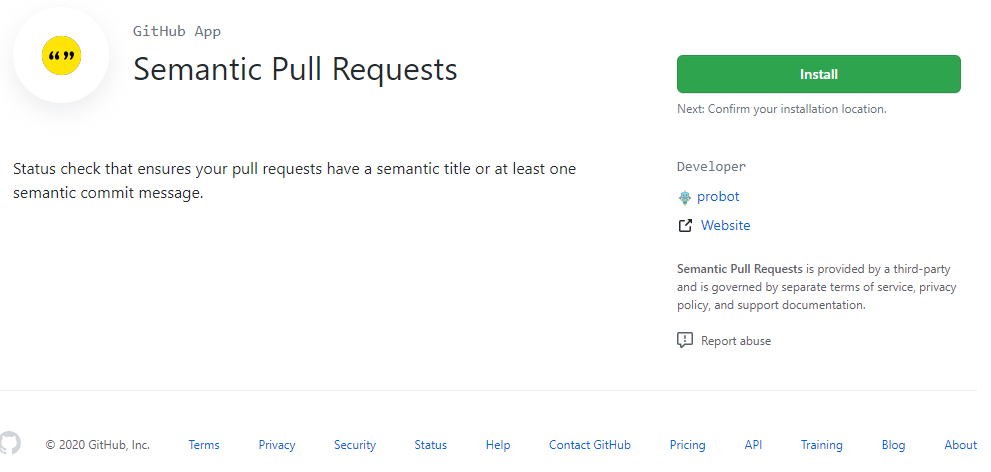 GitHub App
Semantic Pull Requests
Status check that ensures your pull requests have a semantic title or at least one
semantic commit message.
Install
Next: Confirm your installation location.
Developer
probot
Website
Semantic Pull Requests is provided by a third-party
and is governed by separate terms of service, privacy
policy, and support documentation.
Report abuse
© 2020 GitHub, Inc. Terms Privacy Security Status Help Contact GitHub Pricing API Training Blog About